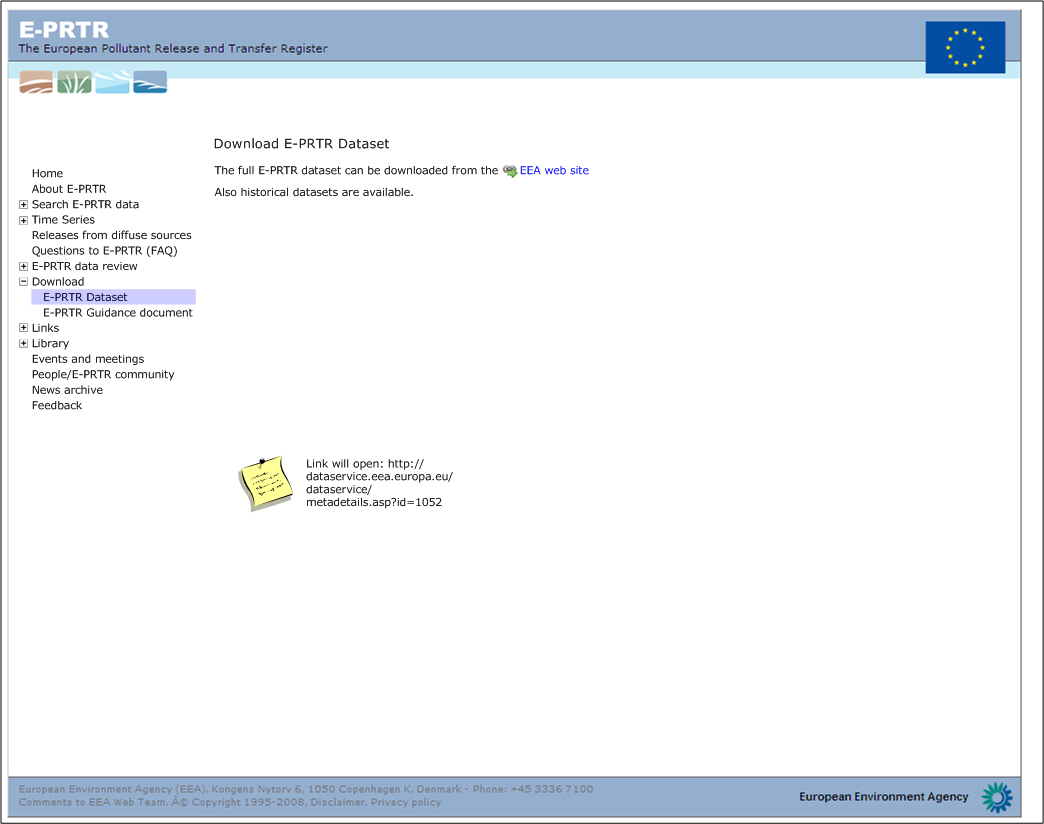 E-PRTR
The European Pollutant Release and Transfer Register
Download E-PRTR Dataset
The full E-PRTR dataset can be downloaded from the EEA web site
Also historical datasets are available.
Home
About E-PRTR
Search E-PRTR data
Time Series
Releases from diffuse sources
Questions to E-PRTR (FAQ)
E-PRTR data review
Download
E-PRTR Dataset
E-PRTR Guidance document
Links
Library
Events and meetings
People/E-PRTR community
News archive
Feedback
Link will open: http://
dataservice.eea.europa.eu/
dataservice/
metadetails.asp?id=1052
European Environment Agency (EEA), Kongens Nytorv 6, 1050 Copenhagen K, Denmark - Phone: +45 3336 7100
Comments to EEA Web Team, Â© Copyright 1995-2008, Disclaimer, Privacy policy
European Environment Agency